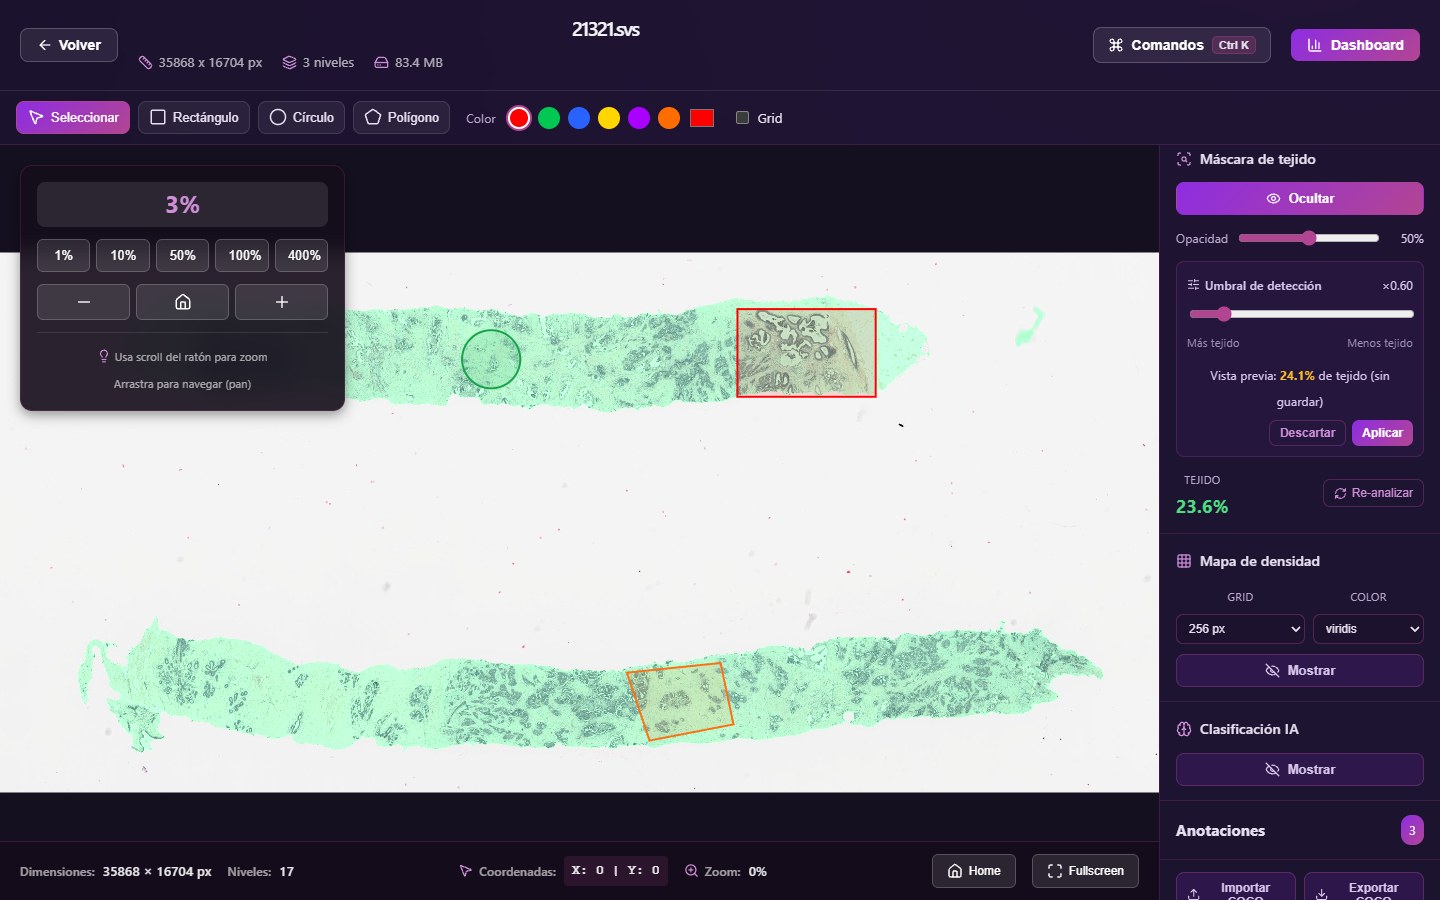 Volver
21321.svs
35868 x 16704 px
3 niveles
83.4 MB
Comandos Ctrl K
Dashboard
Seleccionar
Rectángulo
Círculo
Polígono
Color
Grid
3%
1%
10%
50%
100%
400%
Usa scroll del ratón para zoom
Arrastra para navegar (pan)
Máscara de tejido
Ocultar
Opacidad
50%
Umbral de detección
×0.60
Más tejido
Menos tejido
Vista previa: 24.1% de tejido (sin
guardar)
Descartar
Aplicar
TEJIDO
23.6%
Re-analizar
Mapa de densidad
GRID
COLOR
256 px
viridis
Mostrar
Clasificación IA
Mostrar
Anotaciones
3
Importar
COCO
Exportar
COCO
Dimensiones: 35868 × 16704 px
Niveles: 17
Coordenadas: X: 0 | Y: 0
Zoom: 0%
Home
Fullscreen